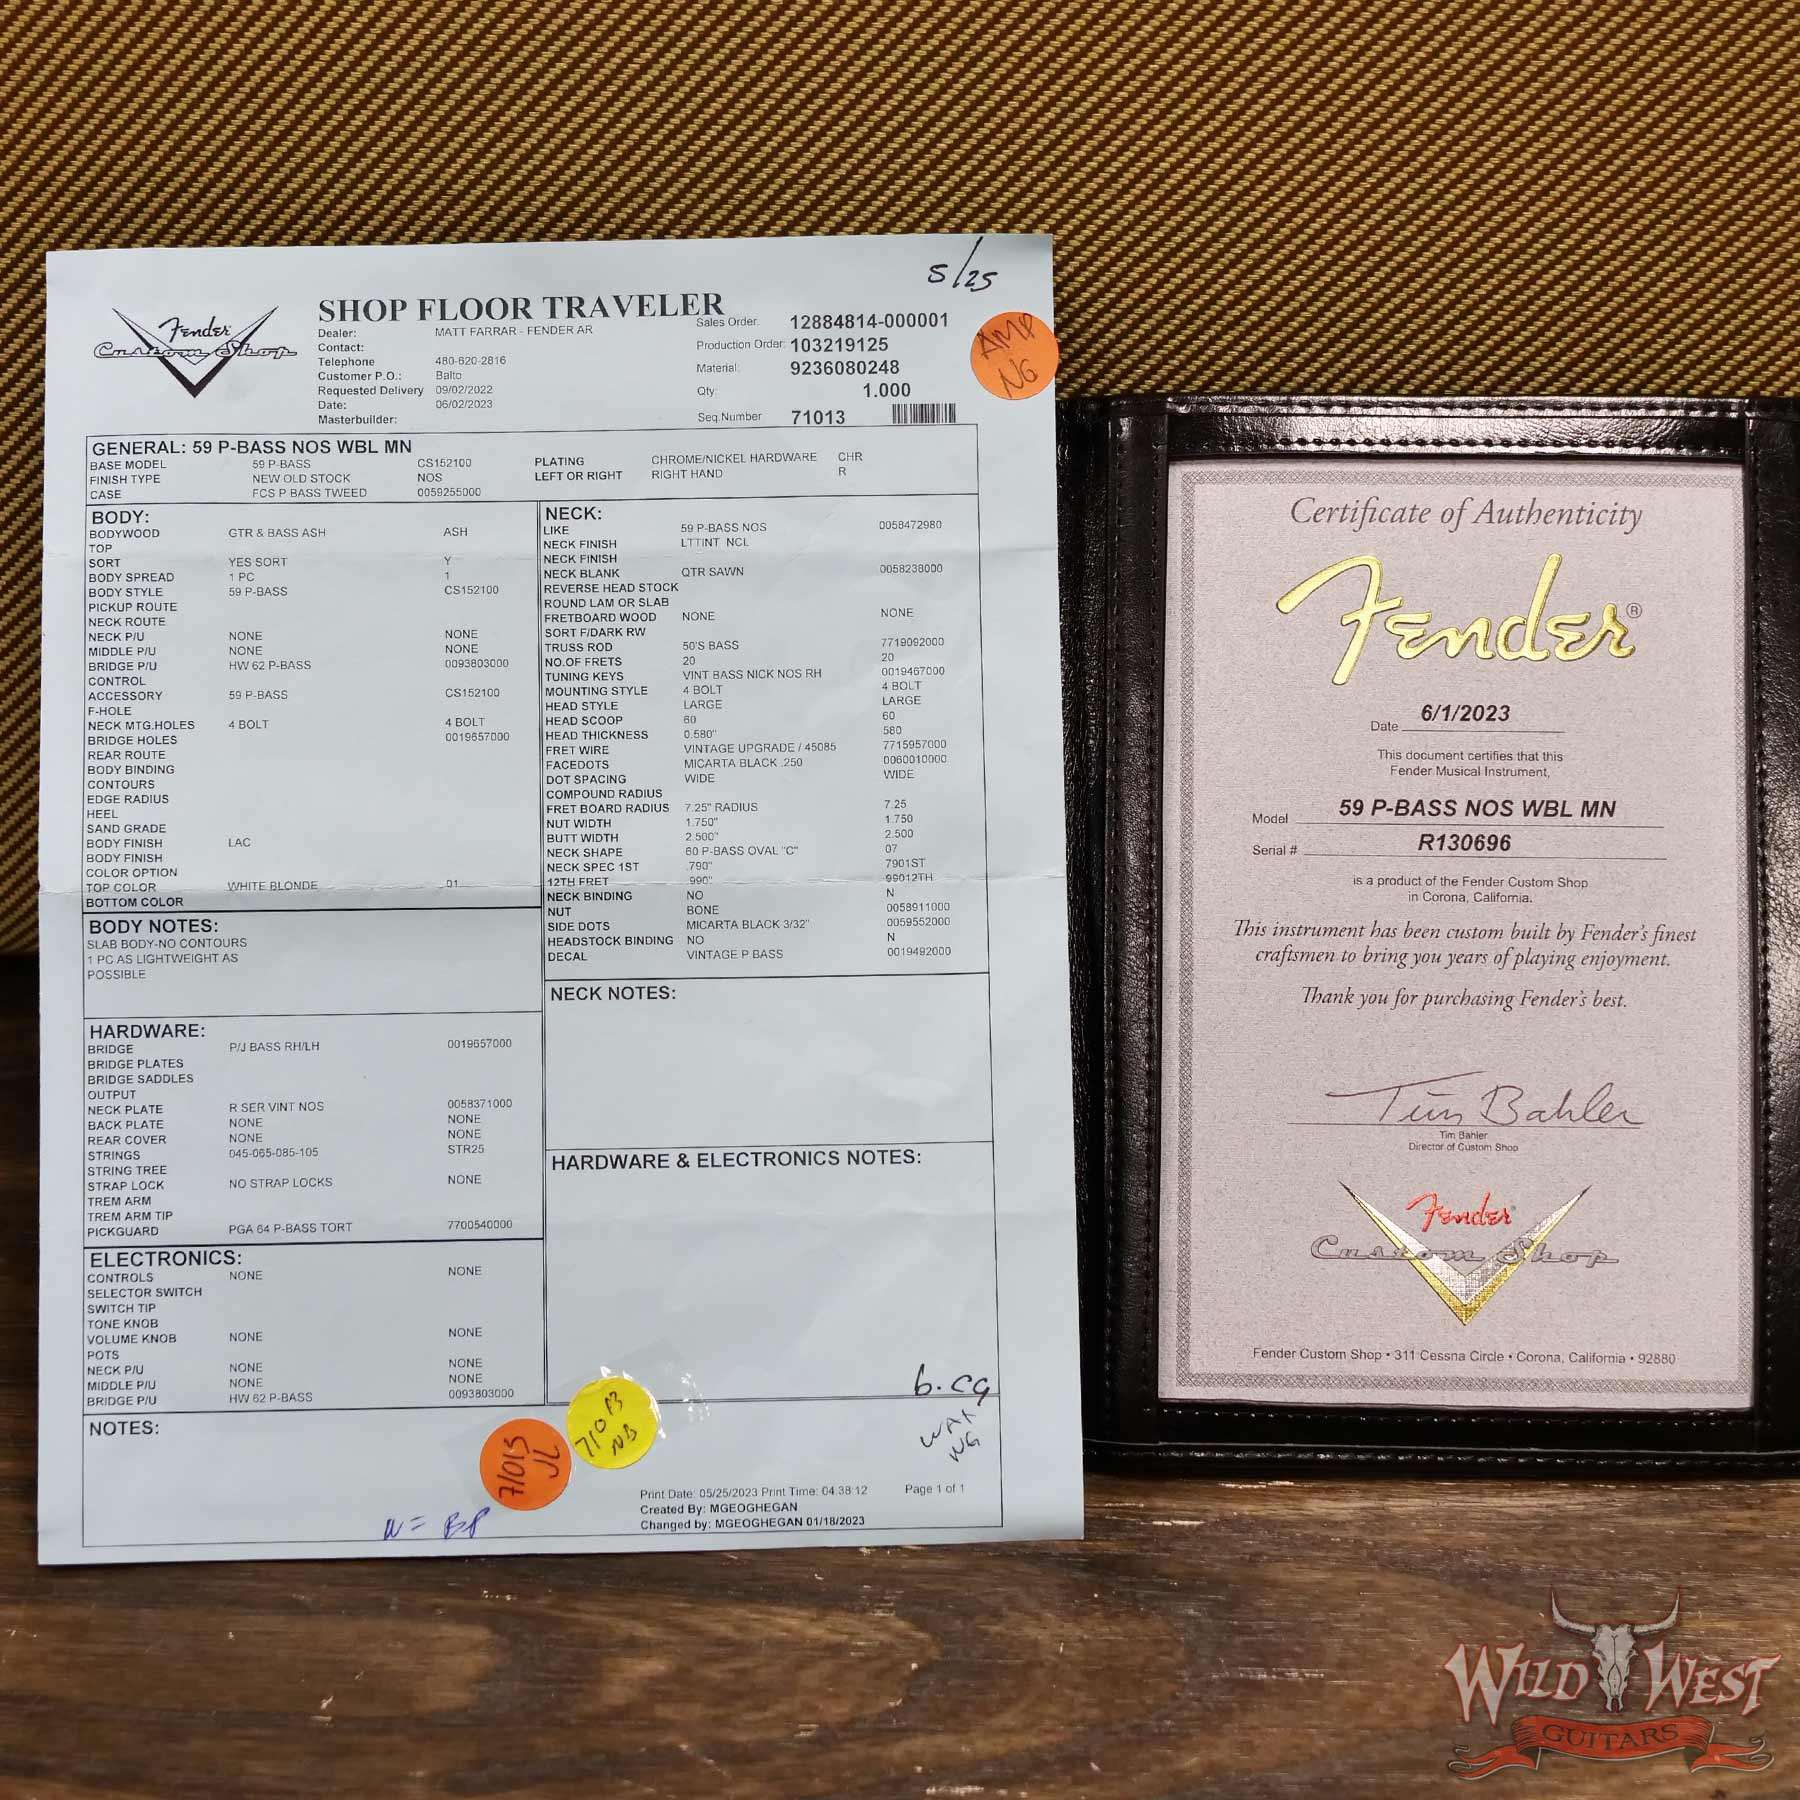 5/25
Fender
Custom Shop
SHOP FLOOR TRAVELER
Dealer: MATT FARRAR - FENDER AR
Contact:
Telephone 480-620-2816
Customer P.O.: Balto
Requested Delivery 09/02/2022
Date: 06/02/2023
Masterbuilder:
Sales Order: 12884814-000001
Production Order: 103219125
Material: 9236080248
Qty: 1.000
Seq.Number 71013
AMP
NG
GENERAL: 59 P-BASS NOS WBL MN
BASE MODEL 59 P-BASS CS152100 PLATING CHROME/NICKEL HARDWARE CHR
FINISH TYPE NEW OLD STOCK NOS LEFT OR RIGHT RIGHT HAND R
CASE FCS P BASS TWEED 0059255000
BODY:
BODYWOOD GTR & BASS ASH ASH
TOP
SORT YES SORT Y
BODY SPREAD 1 PC 1
BODY STYLE 59 P-BASS CS152100
PICKUP ROUTE
NECK ROUTE
NECK P/U NONE NONE
MIDDLE P/U NONE NONE
BRIDGE P/U HW 62 P-BASS 0093803000
CONTROL
ACCESSORY 59 P-BASS CS152100
F-HOLE
NECK MTG.HOLES 4 BOLT 4 BOLT
BRIDGE HOLES 0019657000
REAR ROUTE
BODY BINDING
CONTOURS
EDGE RADIUS
HEEL
SAND GRADE
BODY FINISH LAC
BODY FINISH
COLOR OPTION
TOP COLOR WHITE BLONDE 01
BOTTOM COLOR
BODY NOTES:
SLAB BODY-NO CONTOURS
1 PC AS LIGHTWEIGHT AS
POSSIBLE
HARDWARE:
BRIDGE P/J BASS RH/LH 0019657000
BRIDGE PLATES
BRIDGE SADDLES
OUTPUT
NECK PLATE R SER VINT NOS 0058371000
BACK PLATE NONE NONE
REAR COVER NONE NONE
STRINGS 045-065-085-105 STR25
STRING TREE
STRAP LOCK NO STRAP LOCKS NONE
TREM ARM
TREM ARM TIP
PICKGUARD PGA 64 P-BASS TORT 7700540000
ELECTRONICS:
CONTROLS NONE NONE
SELECTOR SWITCH
SWITCH TIP
TONE KNOB
VOLUME KNOB NONE NONE
POTS
NECK P/U NONE NONE
MIDDLE P/U NONE NONE
BRIDGE P/U HW 62 P-BASS 0093803000
NECK:
LIKE 59 P-BASS NOS 0058472980
NECK FINISH LTTINT NCL
NECK FINISH
NECK BLANK QTR SAWN 0058238000
REVERSE HEAD STOCK
ROUND LAM OR SLAB
FRETBOARD WOOD NONE NONE
SORT F/DARK RW
TRUSS ROD 50'S BASS 7719092000
NO.OF FRETS 20 20
TUNING KEYS VINT BASS NICK NOS RH 0019467000
MOUNTING STYLE 4 BOLT 4 BOLT
HEAD STYLE LARGE LARGE
HEAD SCOOP 60 60
HEAD THICKNESS 0.580" 580
FRET WIRE VINTAGE UPGRADE / 45085 7715957000
FACEDOTS MICARTA BLACK .250 0060010000
DOT SPACING WIDE WIDE
COMPOUND RADIUS
FRET BOARD RADIUS 7.25" RADIUS 7.25
NUT WIDTH 1.750" 1.750
BUTT WIDTH 2.500" 2.500
NECK SHAPE 60 P-BASS OVAL "C" 07
NECK SPEC 1ST .790" 7901ST
12TH FRET .990" 99012TH
NECK BINDING NO N
NUT BONE 0058911000
SIDE DOTS MICARTA BLACK 3/32" 0059552000
HEADSTOCK BINDING NO N
DECAL VINTAGE P BASS 0019492000
NECK NOTES:
HARDWARE & ELECTRONICS NOTES:
NOTES:
71013
JL
71013
NB
WAX
NG
N = BP
Print Date: 05/25/2023 Print Time: 04:38:12 Page 1 of 1
Created By: MGEOGHEGAN
Changed by: MGEOGHEGAN 01/18/2023
Certificate of Authenticity
Fender®
Date 6/1/2023
This document certifies that this
Fender Musical Instrument,
Model 59 P-BASS NOS WBL MN
Serial # R130696
is a product of the Fender Custom Shop
in Corona, California.
This instrument has been custom built by Fender's finest
craftsmen to bring you years of playing enjoyment.
Thank you for purchasing Fender's best.
Tim Bahler
Tim Bahler
Director of Custom Shop
Fender
Custom Shop
Fender Custom Shop • 311 Cessna Circle • Corona, California • 92880
WILD WEST
GUITARS